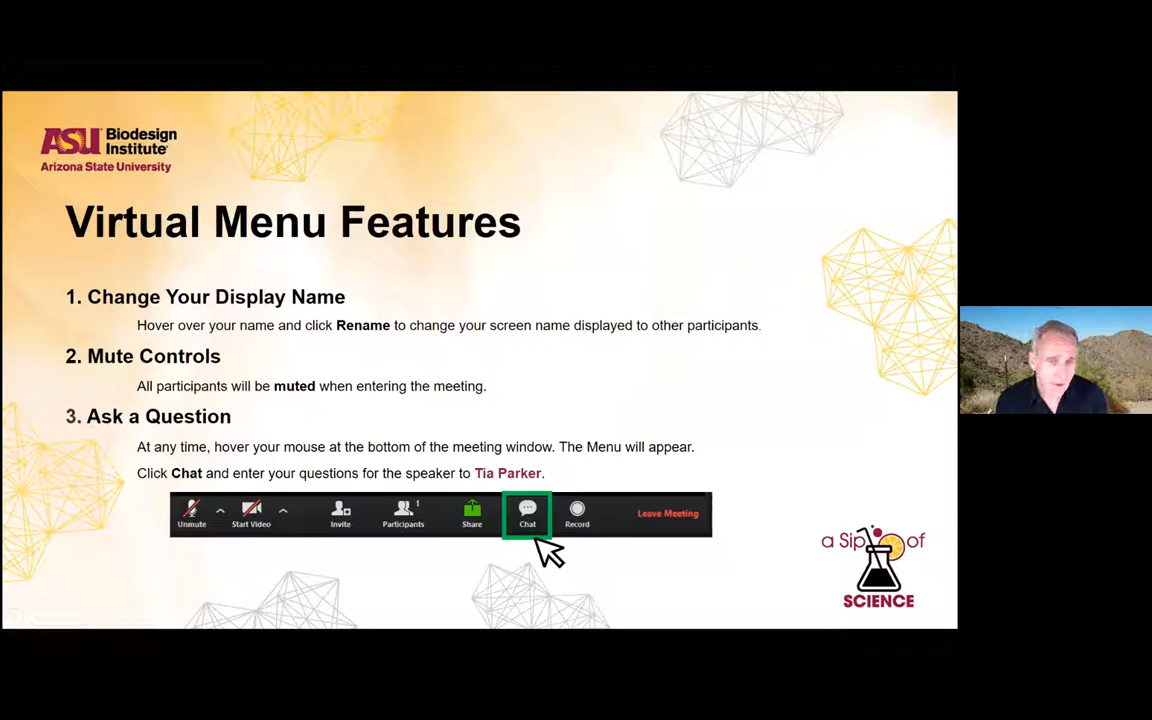 ASU Biodesign Institute
Arizona State University
Virtual Menu Features
1. Change Your Display Name
Hover over your name and click Rename to change your screen name displayed to other participants.
2. Mute Controls
All participants will be muted when entering the meeting.
3. Ask a Question
At any time, hover your mouse at the bottom of the meeting window. The Menu will appear.
Click Chat and enter your questions for the speaker to Tia Parker.
Unmute Start Video Invite Participants 1 Share Chat Record Leave Meeting
a Sip of
SCIENCE